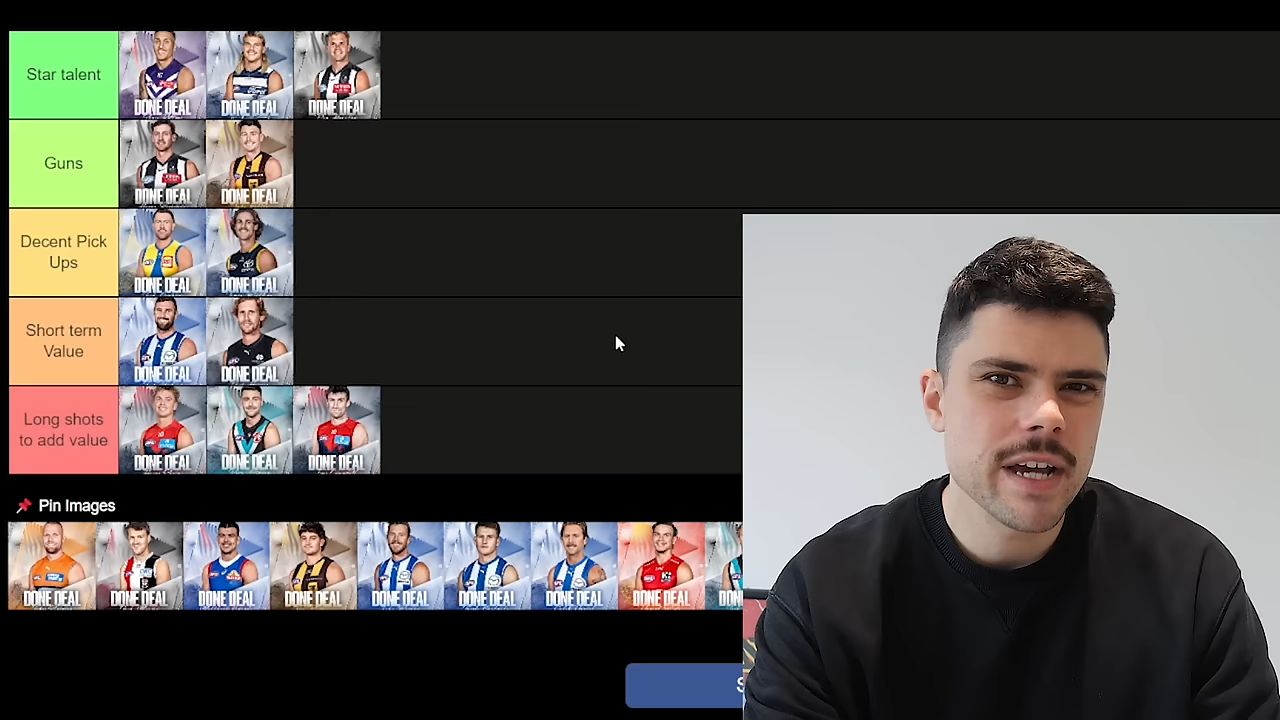 Star talent
DONE DEAL DONE DEAL DONE DEAL
Guns
DONE DEAL DONE DEAL
Decent Pick
Ups
DONE DEAL DONE DEAL
Short term
Value
DONE DEAL DONE DEAL
Long shots
to add value
DONE DEAL DONE DEAL DONE DEAL
Pin Images
DONE DEAL DONE DEAL DONE DEAL DONE DEAL DONE DEAL DONE DEAL DONE DEAL DONE DEAL